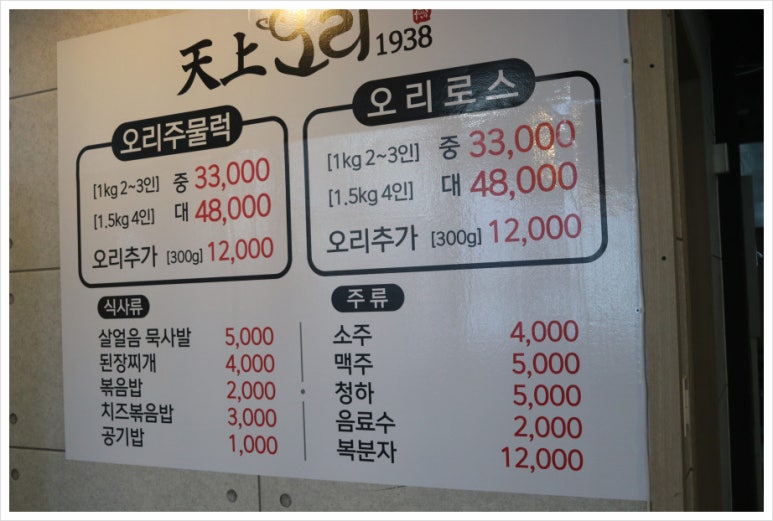 天上오리 1938
오리주물럭
[1kg 2~3인] 중 33,000
[1.5kg 4인] 대 48,000
오리추가 [300g] 12,000
오리로스
[1kg 2~3인] 중 33,000
[1.5kg 4인] 대 48,000
오리추가 [300g] 12,000
식사류
살얼음 묵사발 5,000
된장찌개 4,000
볶음밥 2,000
치즈볶음밥 3,000
공기밥 1,000
주류
소주 4,000
맥주 5,000
청하 5,000
음료수 2,000
복분자 12,000